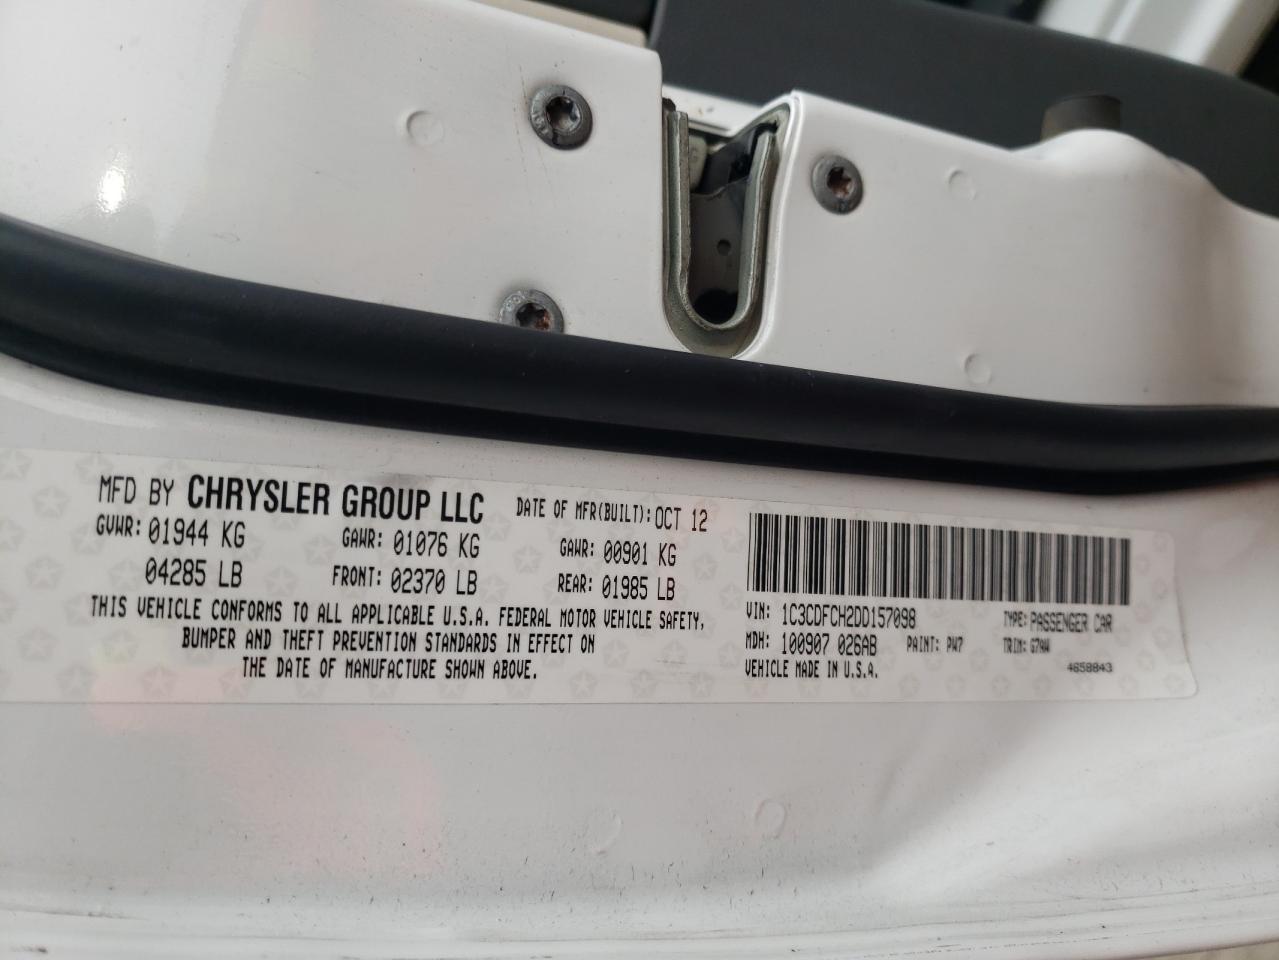 MFD BY CHRYSLER GROUP LLC DATE OF MFR(BUILT): OCT 12
GVWR: 01944 KG GAWR: 01076 KG GAWR: 00901 KG
04285 LB FRONT: 02370 LB REAR: 01985 LB
THIS VEHICLE CONFORMS TO ALL APPLICABLE U.S.A. FEDERAL MOTOR VEHICLE SAFETY,
BUMPER AND THEFT PREVENTION STANDARDS IN EFFECT ON
THE DATE OF MANUFACTURE SHOWN ABOVE.
VIN: 1C3CDFCH2DD157098 TYPE: PASSENGER CAR
MDH: 100907 026AB PAINT: PW7 TRIM:
VEHICLE MADE IN U.S.A. 4658843